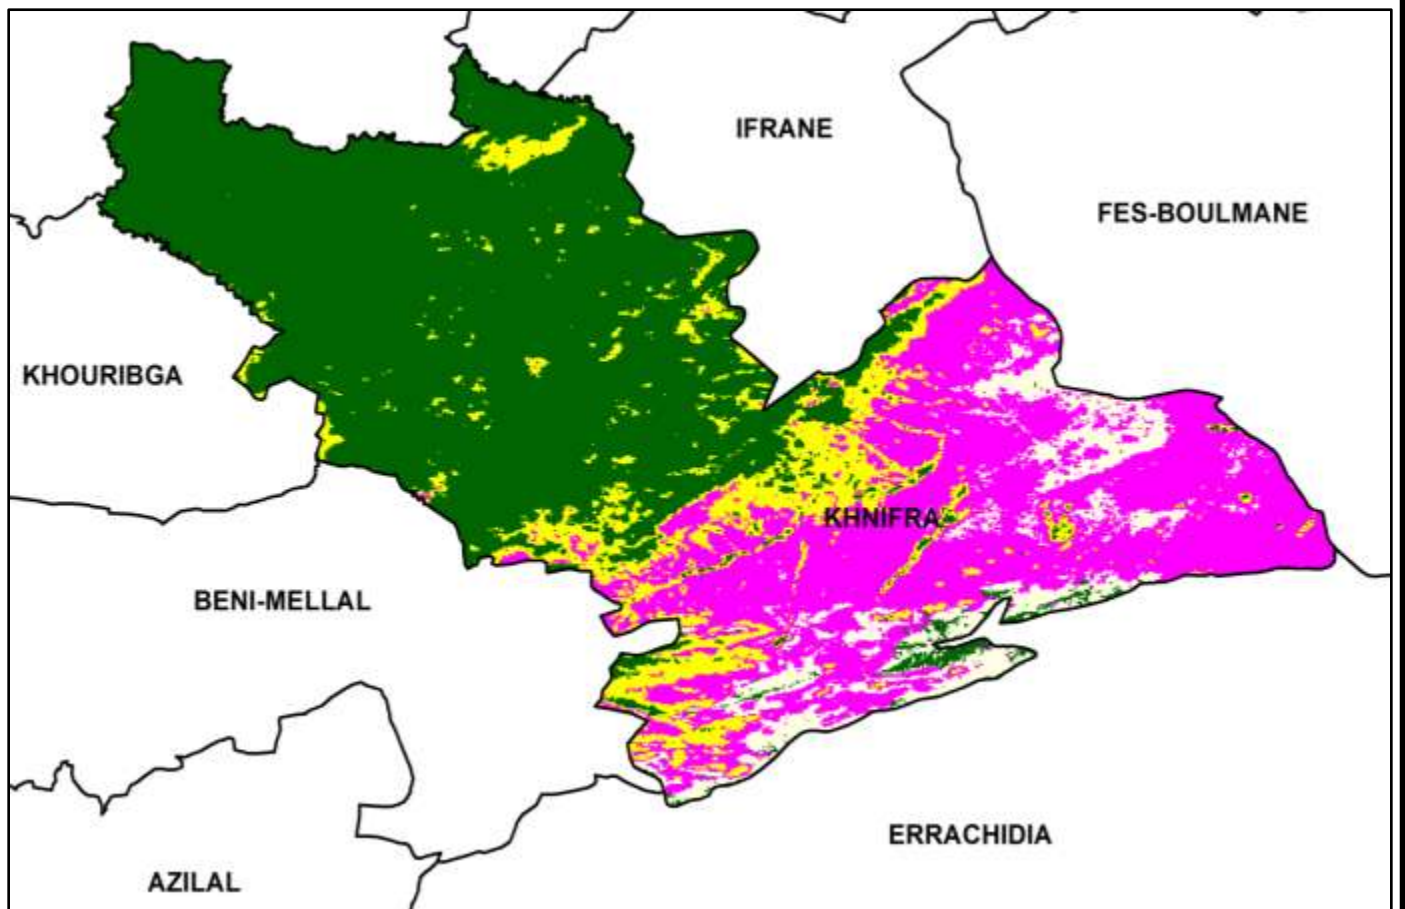 IFRANE
FES-BOULMANE
KHOURIBGA
KHNIFRA
BENI-MELLAL
ERRACHIDIA
AZILAL